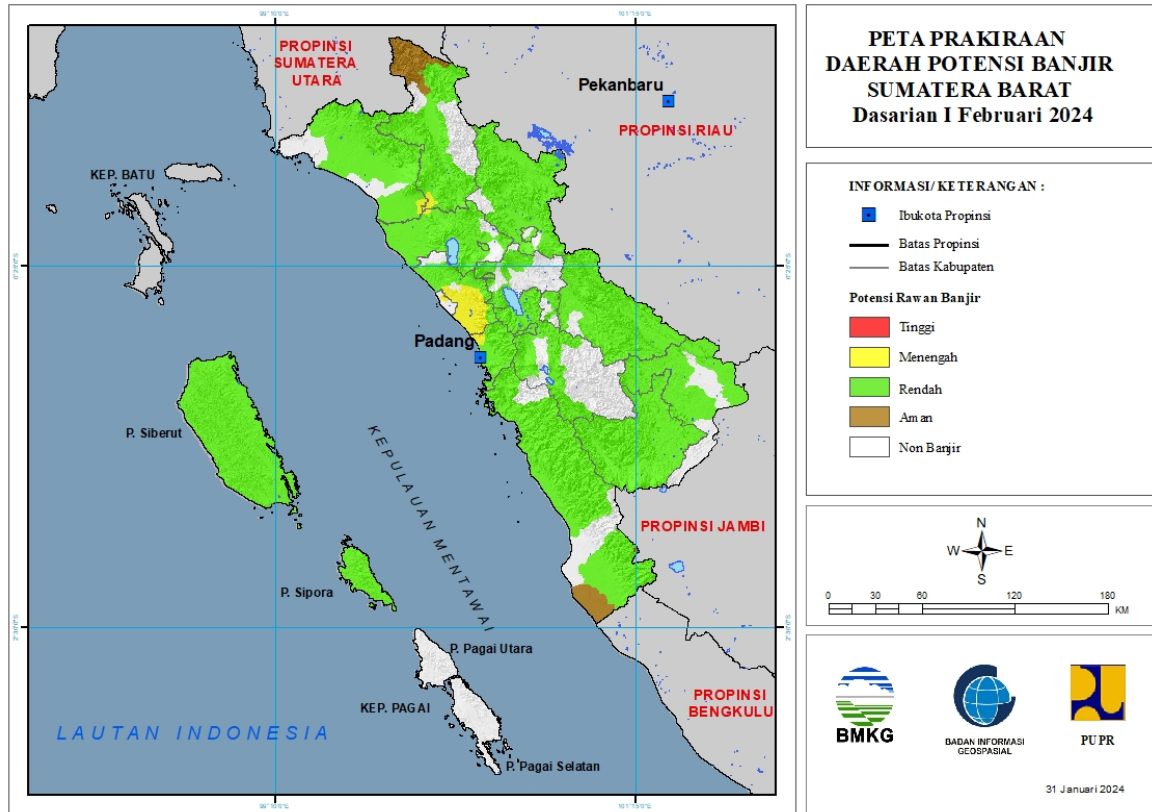 PETA PRAKIRAAN
DAERAH POTENSI BANJIR
SUMATERA BARAT
Dasarian I Februari 2024
INFORMASI/ KETERANGAN :
Ibukota Propinsi
Batas Propinsi
Batas Kabupaten
Potensi Rawan Banjir
Tinggi
Menengah
Rendah
Aman
Non Banjir
N
W E
S
0 30 60 120 180
KM
BMKG
BADAN INFORMASI
GEOSPASIAL
PUPR
31 Januari 2024
99°10'0"E
PROPINSI
SUMATERA
UTARA
Pekanbaru
PROPINSI RIAU
KEP. BATU
Padang
P. Siberut
KEPULAUAN MENTAWAI
PROPINSI JAMBI
P. Sipora
P. Pagai Utara
KEP. PAGAI
PROPINSI
BENGKULU
LAUTAN INDONESIA
P. Pagai Selatan